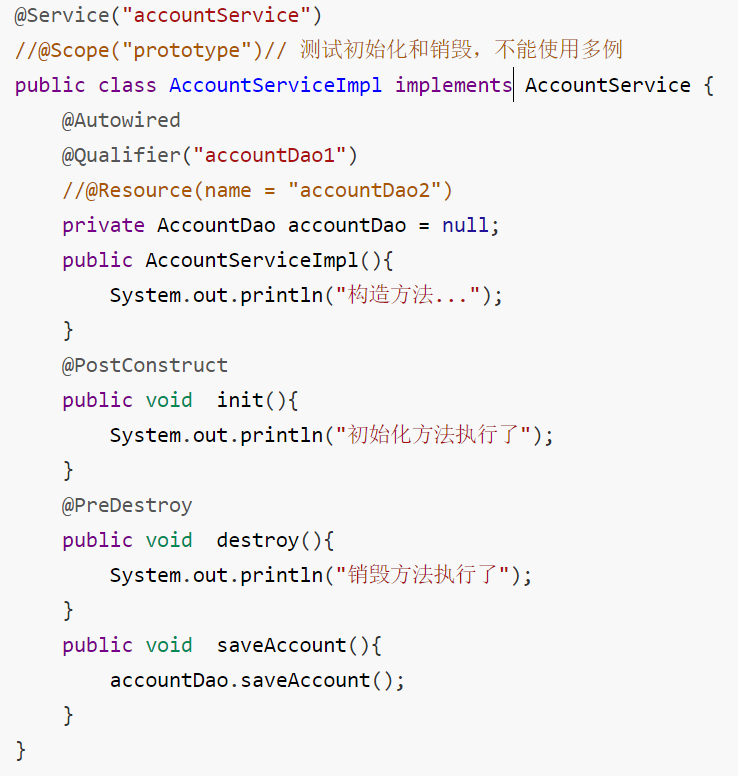 @Service("accountService")
//@Scope("prototype")// 测试初始化和销毁，不能使用多例
public class AccountServiceImpl implements AccountService {
    @Autowired
    @Qualifier("accountDao1")
    //@Resource(name = "accountDao2")
    private AccountDao accountDao = null;
    public AccountServiceImpl(){
        System.out.println("构造方法...");
    }
    @PostConstruct
    public void  init(){
        System.out.println("初始化方法执行了");
    }
    @PreDestroy
    public void  destroy(){
        System.out.println("销毁方法执行了");
    }
    public void  saveAccount(){
        accountDao.saveAccount();
    }
}